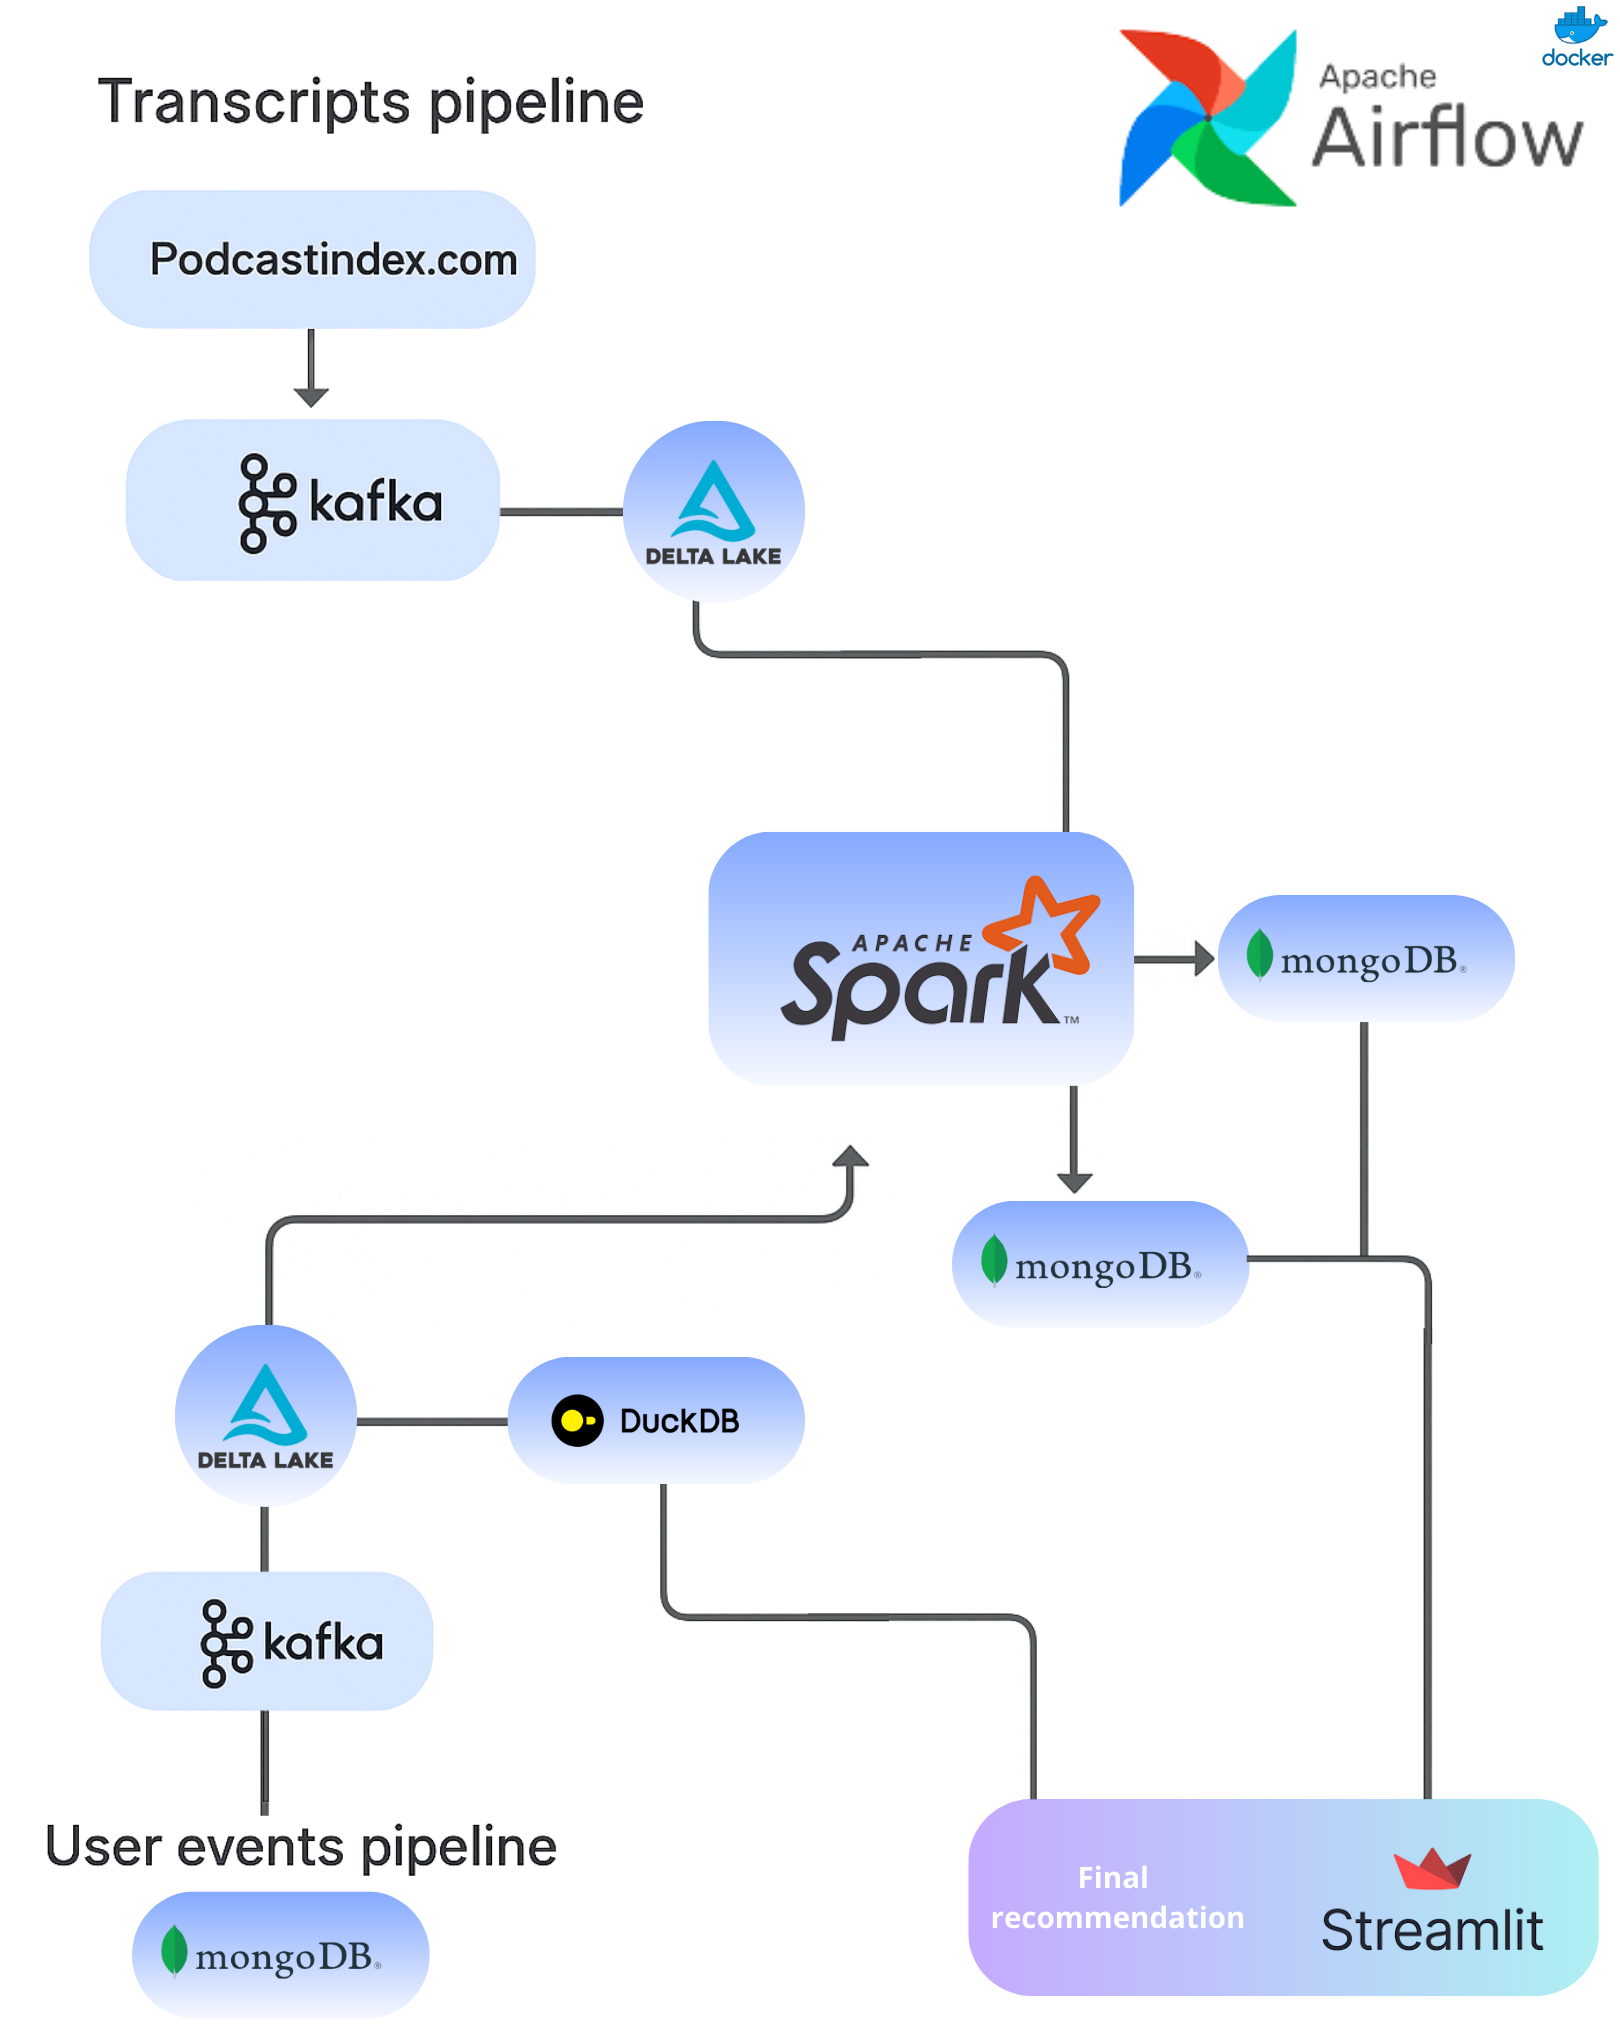 docker
Apache
Airflow
Transcripts pipeline
Podcastindex.com
kafka
DELTA LAKE
APACHE
Spark™
mongoDB®
mongoDB®
DELTA LAKE
DuckDB
kafka
User events pipeline
mongoDB®
Final
recommendation
Streamlit